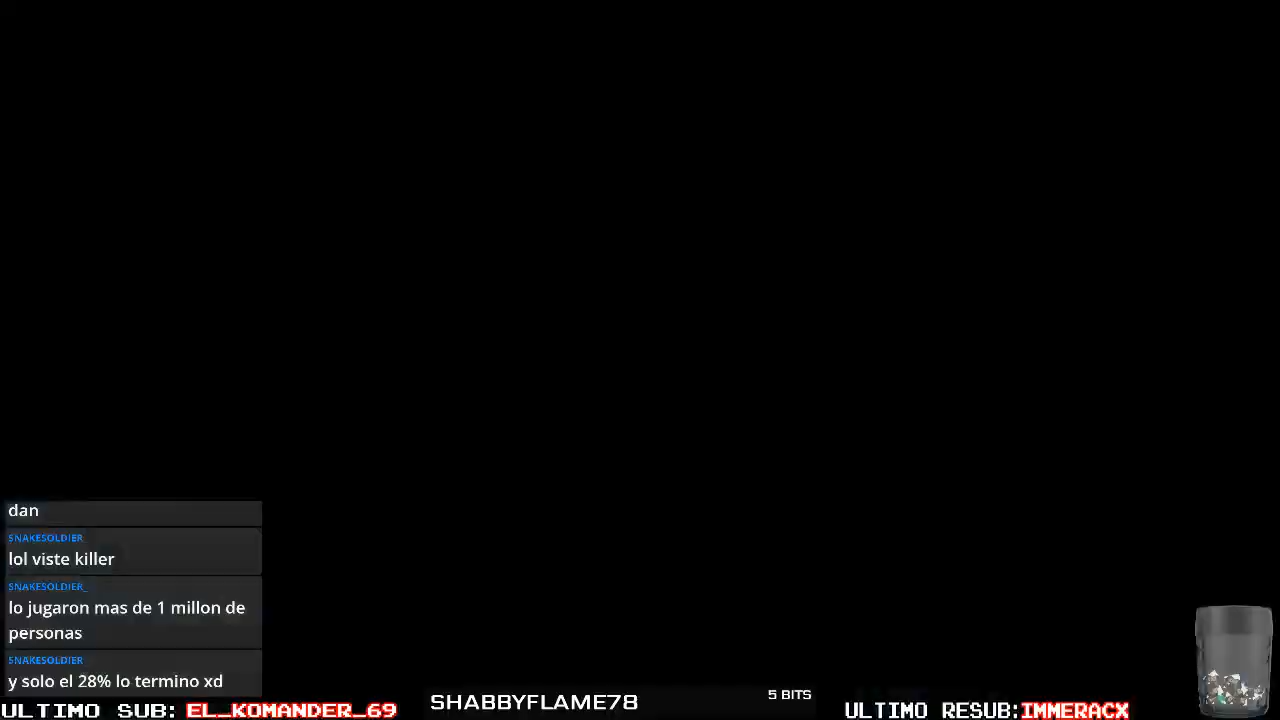 dan
SNAKESOLDIER_
lol viste killer
SNAKESOLDIER_
lo jugaron mas de 1 millon de
personas
SNAKESOLDIER_
y solo el 28% lo termino xd
ULTIMO SUB: EL_KOMANDER_69
SHABBYFLAME78
5 BITS
ULTIMO RESUB:IMMERACX